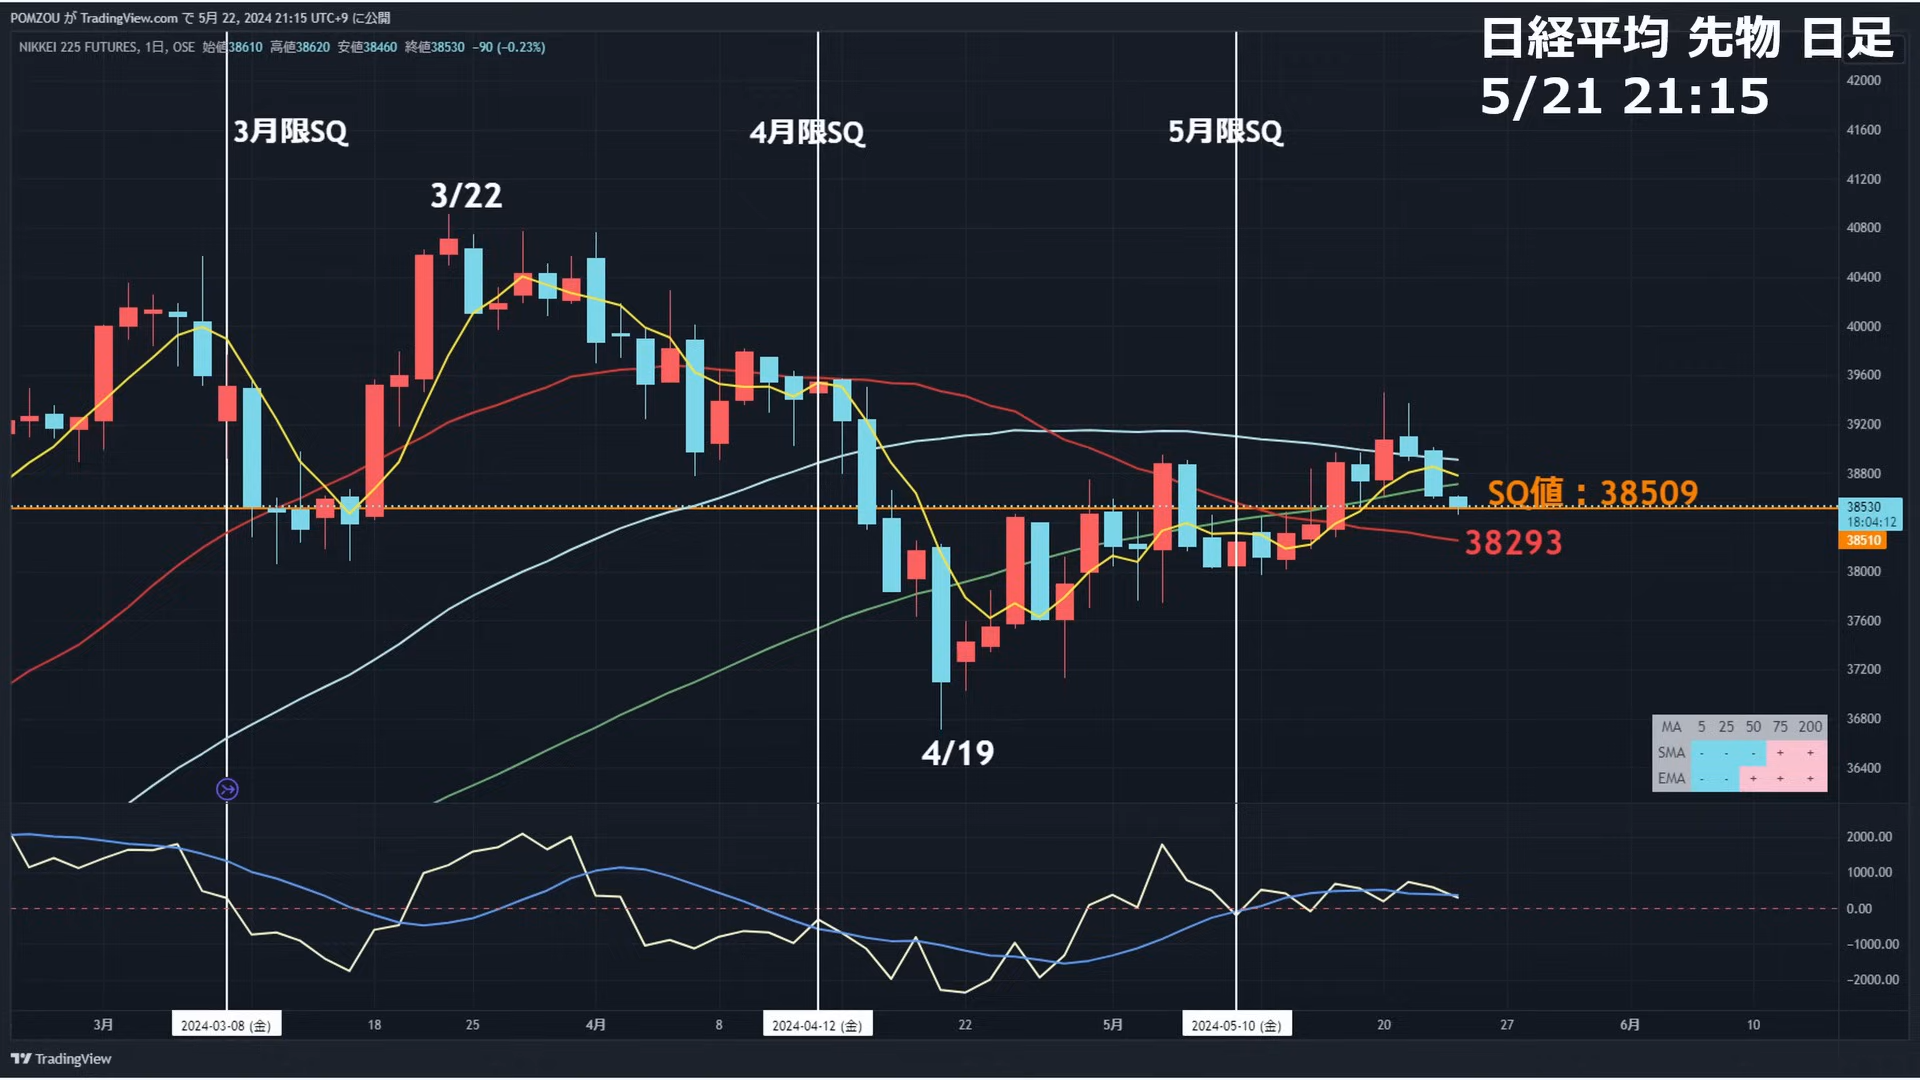 POMZOU が TradingView.com で 5月 22, 2024 21:15 UTC+9 に公開
日経平均 先物 日足
5/21 21:15
NIKKEI 225 FUTURES, 1日, OSE 始値38610 高値38620 安値38460 終値38530 −90 (−0.23%)
3月限SQ
4月限SQ
5月限SQ
3/22
4/19
SQ値：38509
38293
42000
41600
41200
40800
40400
40000
39600
39200
38800
38530
18:04:12
38510
38000
37600
37200
36800
36400
MA 5 25 50 75 200
SMA - - - + +
EMA - - + + +
2000.00
1000.00
0.00
−1000.00
−2000.00
3月 2024-03-08 (金) 18 25 4月 8 2024-04-12 (金) 22 5月 2024-05-10 (金) 20 27 6月 10
TradingView